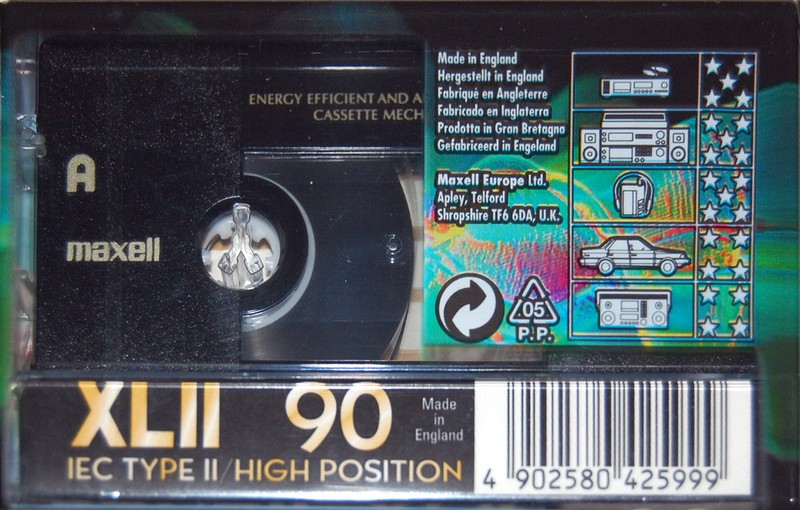 A
maxell
ENERGY EFFICIENT AND A
CASSETTE MECH
Made in England
Hergestellt in England
Fabriqué en Angleterre
Fabricado en Inglaterra
Prodotta in Gran Bretagna
Gefabriceerd in Engeland
Maxell Europe Ltd.
Apley, Telford
Shropshire TF6 6DA, U.K.
05
P.P.
XLII 90
Made
in
England
IEC TYPE II/HIGH POSITION
4 902580 425999